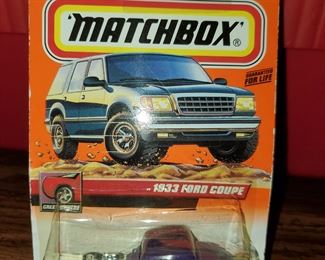 MATCHBOX®
GUARANTEED
FOR LIFE
1933 FORD COUPE